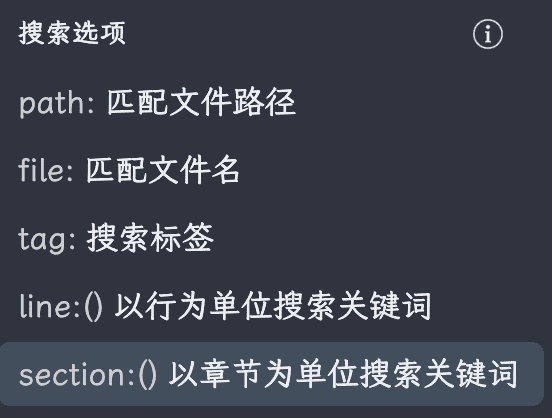 搜索选项
path: 匹配文件路径
file: 匹配文件名
tag: 搜索标签
line:() 以行为单位搜索关键词
section:() 以章节为单位搜索关键词